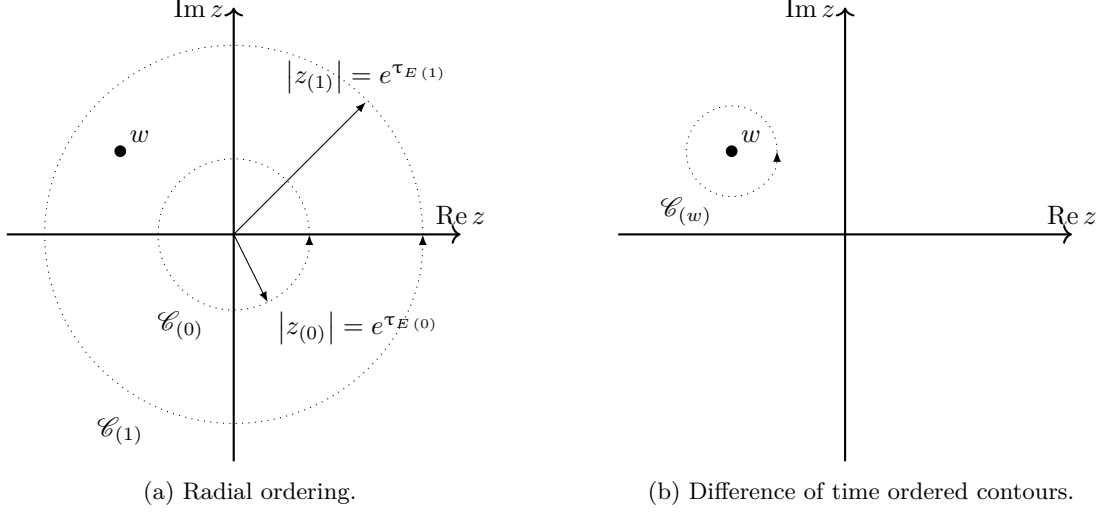 Im z
|z(1)| = e^τE (1)
w
Re z
|z(0)| = e^τE (0)
𝒞(0)
𝒞(1)
(a) Radial ordering.
Im z
w
𝒞(w)
Re z
(b) Difference of time ordered contours.